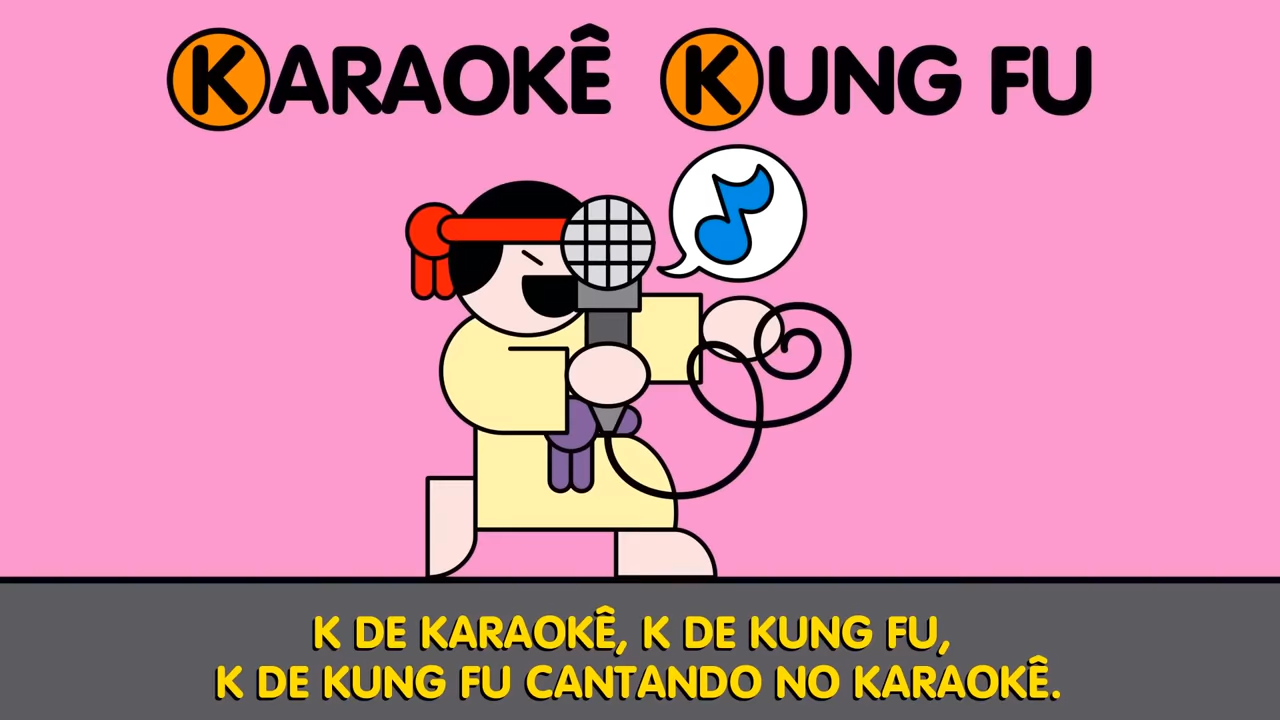 KARAOKÊ KUNG FU
K DE KARAOKÊ, K DE KUNG FU,
K DE KUNG FU CANTANDO NO KARAOKÊ.